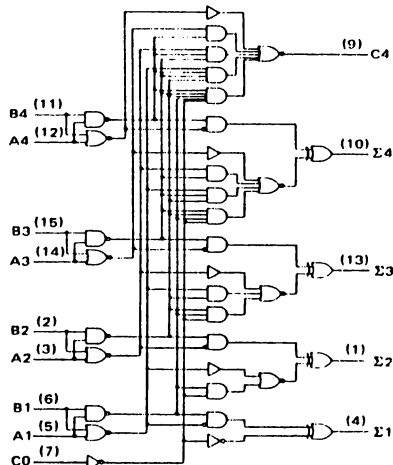 (9)
C4
B4 (11)
A4 (12)
(10)
Σ4
B3 (15)
A3 (14)
(13)
Σ3
B2 (2)
A2 (3)
(1)
Σ2
B1 (6)
A1 (5)
(4)
Σ1
C0 (7)